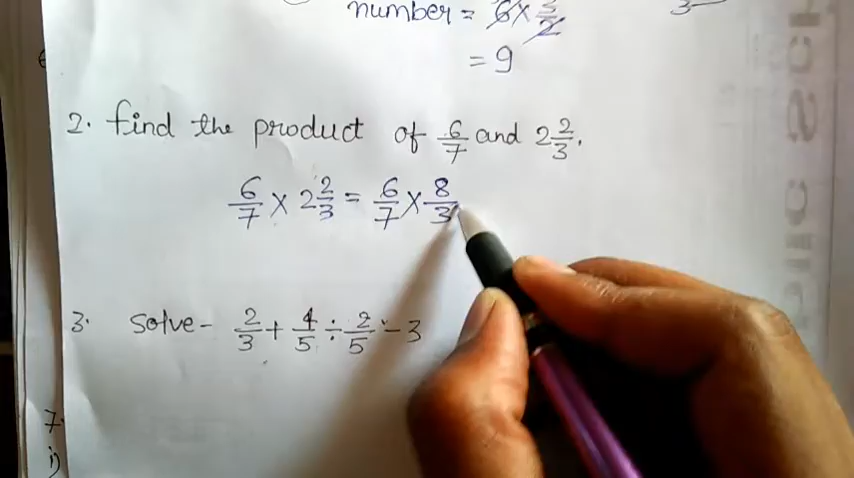 number = 6 × 3/2
= 9
2. find the product of 6/7 and 2 2/3.
6/7 × 2 2/3 = 6/7 × 8/3
3. Solve - 2/3 + 4/5 ÷ 2/5 - 3
7.
i)